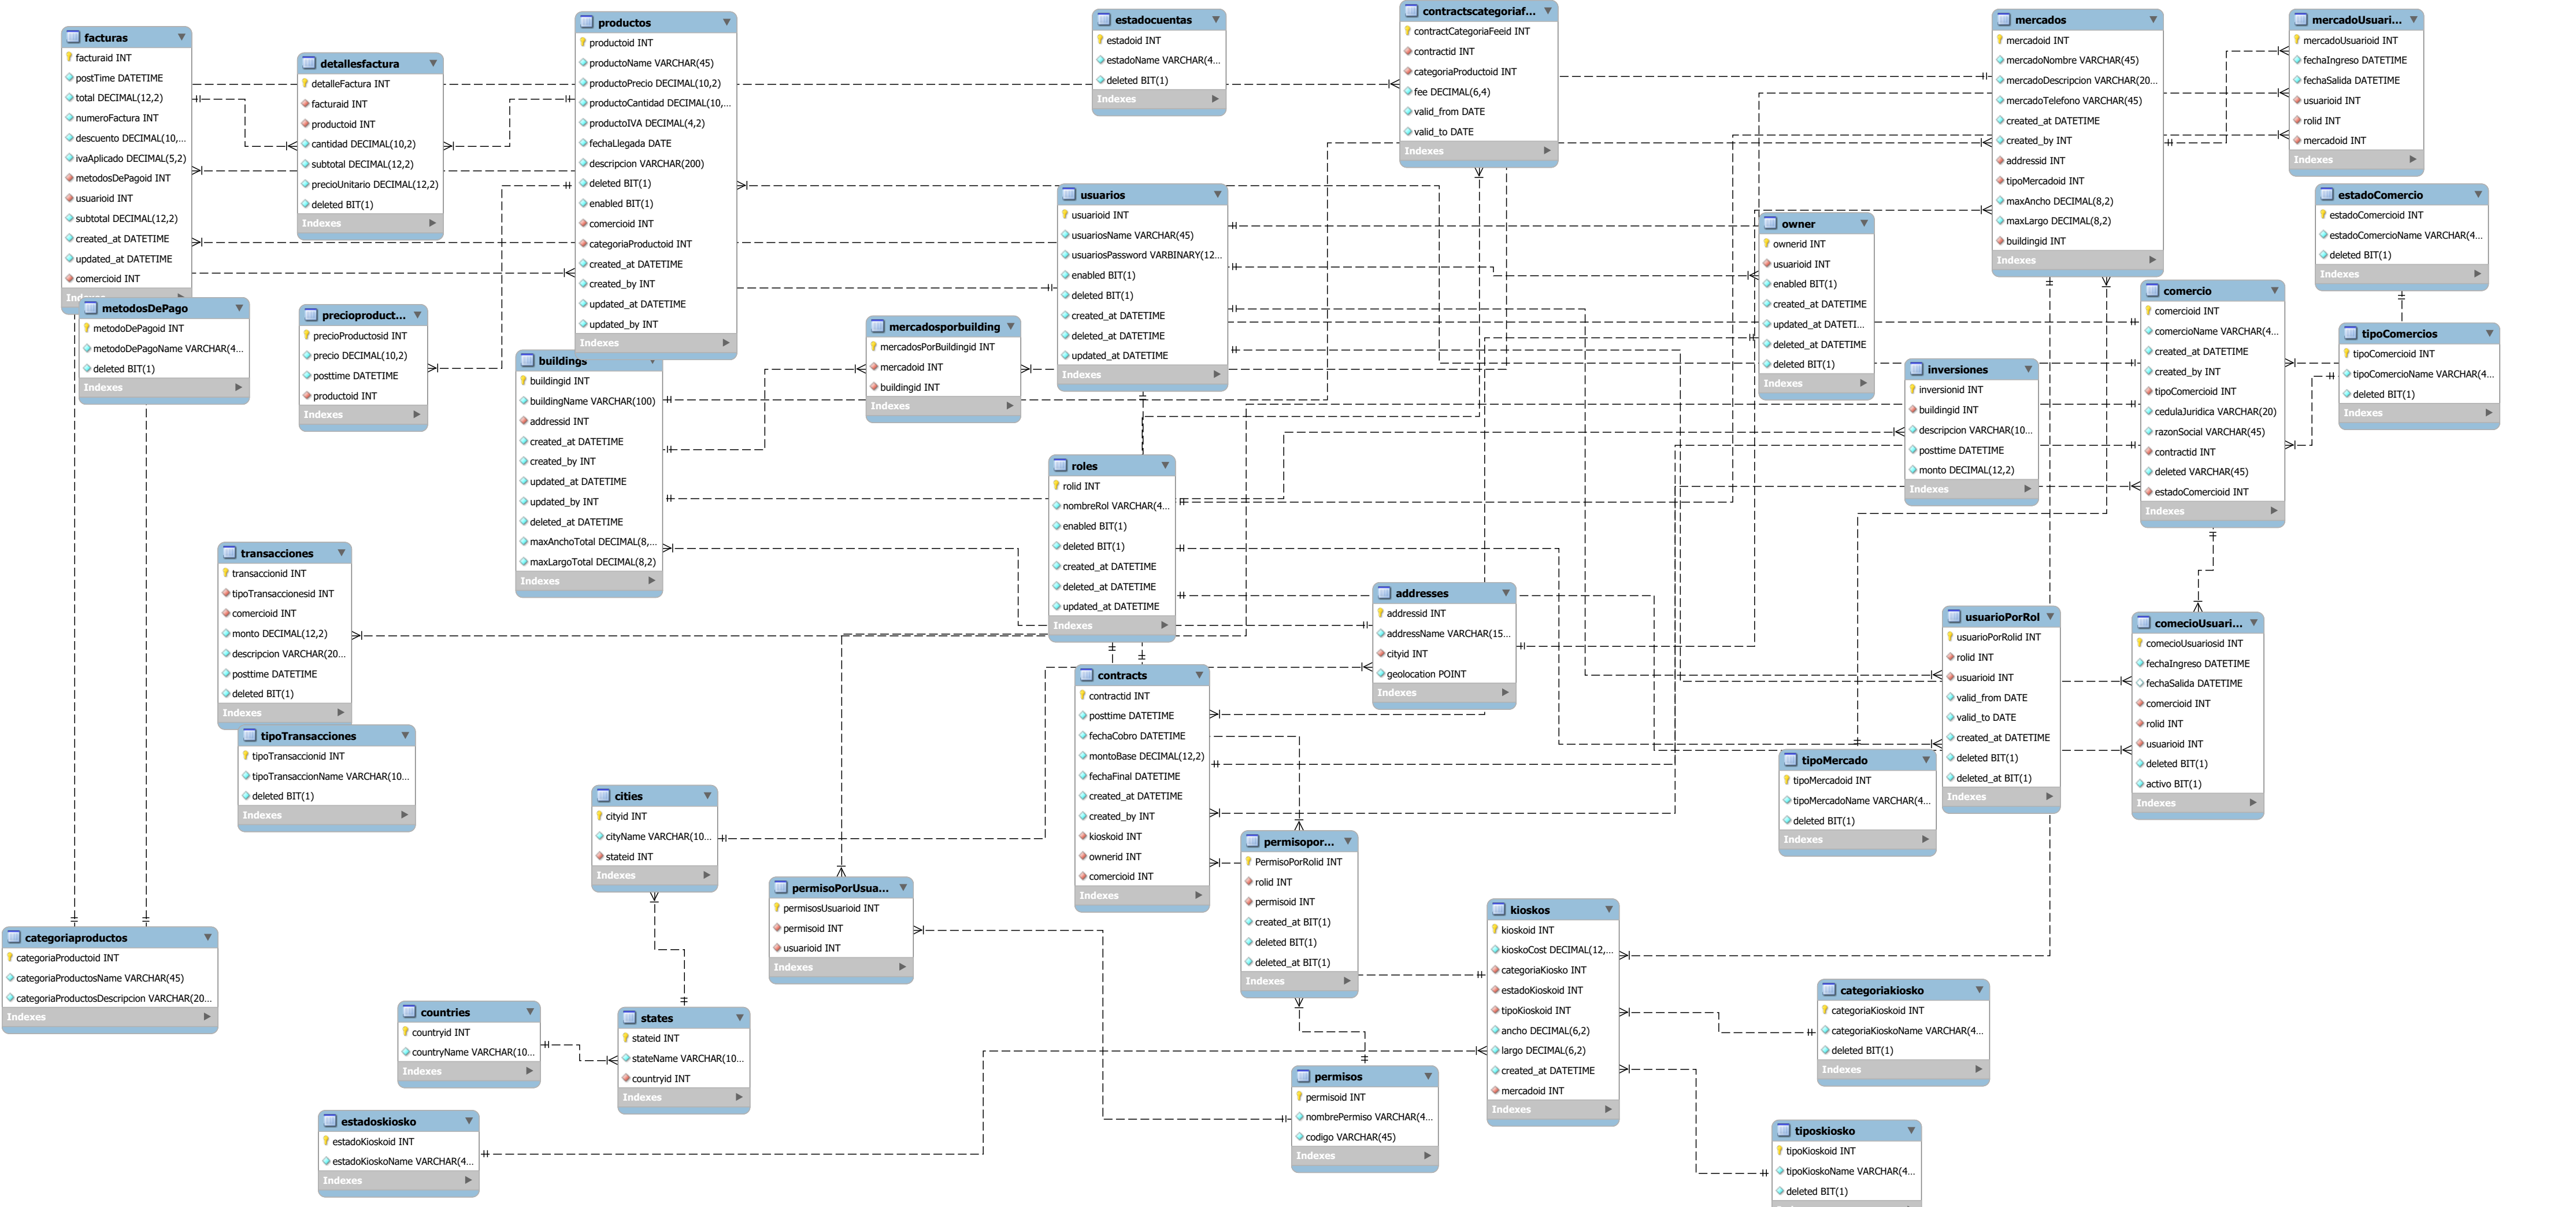 facturas
facturaid INT
postTime DATETIME
total DECIMAL(12,2)
numeroFactura INT
descuento DECIMAL(10,...
ivaAplicado DECIMAL(5,2)
metodosDePagoid INT
usuarioid INT
subtotal DECIMAL(12,2)
created_at DATETIME
updated_at DATETIME
comercioid INT
metodosDePago
metodoDePagoid INT
metodoDePagoName VARCHAR(4...
deleted BIT(1)
Indexes
detallesfactura
detalleFactura INT
facturaid INT
productoid INT
cantidad DECIMAL(10,2)
subtotal DECIMAL(12,2)
precioUnitario DECIMAL(12,2)
deleted BIT(1)
Indexes
precioproduct...
precioProductosid INT
precio DECIMAL(10,2)
posttime DATETIME
productoid INT
Indexes
productos
productoid INT
productoName VARCHAR(45)
productoPrecio DECIMAL(10,2)
productoCantidad DECIMAL(10,...
productoIVA DECIMAL(4,2)
fechaLlegada DATE
descripcion VARCHAR(200)
deleted BIT(1)
enabled BIT(1)
comercioid INT
categoriaProductoid INT
created_at DATETIME
created_by INT
updated_at DATETIME
updated_by INT
Indexes
buildings
buildingid INT
buildingName VARCHAR(100)
addressid INT
created_at DATETIME
created_by INT
updated_at DATETIME
updated_by INT
deleted_at DATETIME
maxAnchoTotal DECIMAL(8,...
maxLargoTotal DECIMAL(8,2)
Indexes
mercadosporbuilding
mercadosPorBuildingid INT
mercadoid INT
buildingid INT
Indexes
estadocuentas
estadoid INT
estadoName VARCHAR(4...
deleted BIT(1)
Indexes
usuarios
usuarioid INT
usuariosName VARCHAR(45)
usuariosPassword VARBINARY(12...
enabled BIT(1)
deleted BIT(1)
created_at DATETIME
deleted_at DATETIME
updated_at DATETIME
Indexes
contractscategoriaf...
contractCategoriaFeeid INT
contractid INT
categoriaProductoid INT
fee DECIMAL(6,4)
valid_from DATE
valid_to DATE
Indexes
owner
ownerid INT
usuarioid INT
enabled BIT(1)
created_at DATETIME
updated_at DATETI...
deleted_at DATETIME
deleted BIT(1)
Indexes
mercados
mercadoid INT
mercadoNombre VARCHAR(45)
mercadoDescripcion VARCHAR(20...
mercadoTelefono VARCHAR(45)
created_at DATETIME
created_by INT
addressid INT
tipoMercadoid INT
maxAncho DECIMAL(8,2)
maxLargo DECIMAL(8,2)
buildingid INT
Indexes
mercadoUsuari...
mercadoUsuarioid INT
fechaIngreso DATETIME
fechaSalida DATETIME
usuarioid INT
rolid INT
mercadoid INT
Indexes
estadoComercio
estadoComercioid INT
estadoComercioName VARCHAR(4...
deleted BIT(1)
Indexes
tipoComercios
tipoComercioid INT
tipoComercioName VARCHAR(4...
deleted BIT(1)
Indexes
comercio
comercioid INT
comercioName VARCHAR(4...
created_at DATETIME
created_by INT
tipoComercioid INT
cedulaJuridica VARCHAR(20)
razonSocial VARCHAR(45)
contractid INT
deleted VARCHAR(45)
estadoComercioid INT
Indexes
inversiones
inversionid INT
buildingid INT
descripcion VARCHAR(10...
posttime DATETIME
monto DECIMAL(12,2)
Indexes
roles
rolid INT
nombreRol VARCHAR(4...
enabled BIT(1)
deleted BIT(1)
created_at DATETIME
deleted_at DATETIME
updated_at DATETIME
Indexes
transacciones
transaccionid INT
tipoTransaccionesid INT
comercioid INT
monto DECIMAL(12,2)
descripcion VARCHAR(20...
posttime DATETIME
deleted BIT(1)
Indexes
tipoTransacciones
tipoTransaccionid INT
tipoTransaccionName VARCHAR(10...
deleted BIT(1)
Indexes
addresses
addressid INT
addressName VARCHAR(15...
cityid INT
geolocation POINT
Indexes
contracts
contractid INT
posttime DATETIME
fechaCobro DATETIME
montoBase DECIMAL(12,2)
fechaFinal DATETIME
created_at DATETIME
created_by INT
kioskoid INT
ownerid INT
comercioid INT
Indexes
usuarioPorRol
usuarioPorRolid INT
rolid INT
usuarioid INT
valid_from DATE
valid_to DATE
created_at DATETIME
deleted BIT(1)
deleted_at BIT(1)
Indexes
comecioUsuari...
comecioUsuariosid INT
fechaIngreso DATETIME
fechaSalida DATETIME
comercioid INT
rolid INT
usuarioid INT
deleted BIT(1)
activo BIT(1)
Indexes
tipoMercado
tipoMercadoid INT
tipoMercadoName VARCHAR(4...
deleted BIT(1)
Indexes
cities
cityid INT
cityName VARCHAR(10...
stateid INT
Indexes
permisoPorUsua...
permisosUsuarioid INT
permisoid INT
usuarioid INT
Indexes
permisopor...
PermisoPorRolid INT
rolid INT
permisoid INT
created_at BIT(1)
deleted BIT(1)
deleted_at BIT(1)
Indexes
kioskos
kioskoid INT
kioskoCost DECIMAL(12,...
categoriaKiosko INT
estadoKioskoid INT
tipoKioskoid INT
ancho DECIMAL(6,2)
largo DECIMAL(6,2)
created_at DATETIME
mercadoid INT
Indexes
categoriaproductos
categoriaProductoid INT
categoriaProductosName VARCHAR(45)
categoriaProductosDescripcion VARCHAR(20...
Indexes
countries
countryid INT
countryName VARCHAR(10...
Indexes
states
stateid INT
stateName VARCHAR(10...
countryid INT
Indexes
categoriakiosko
categoriaKioskoid INT
categoriaKioskoName VARCHAR(4...
deleted BIT(1)
Indexes
permisos
permisoid INT
nombrePermiso VARCHAR(4...
codigo VARCHAR(45)
Indexes
estadoskiosko
estadoKioskoid INT
estadoKioskoName VARCHAR(4...
Indexes
tiposkiosko
tipoKioskoid INT
tipoKioskoName VARCHAR(4...
deleted BIT(1)